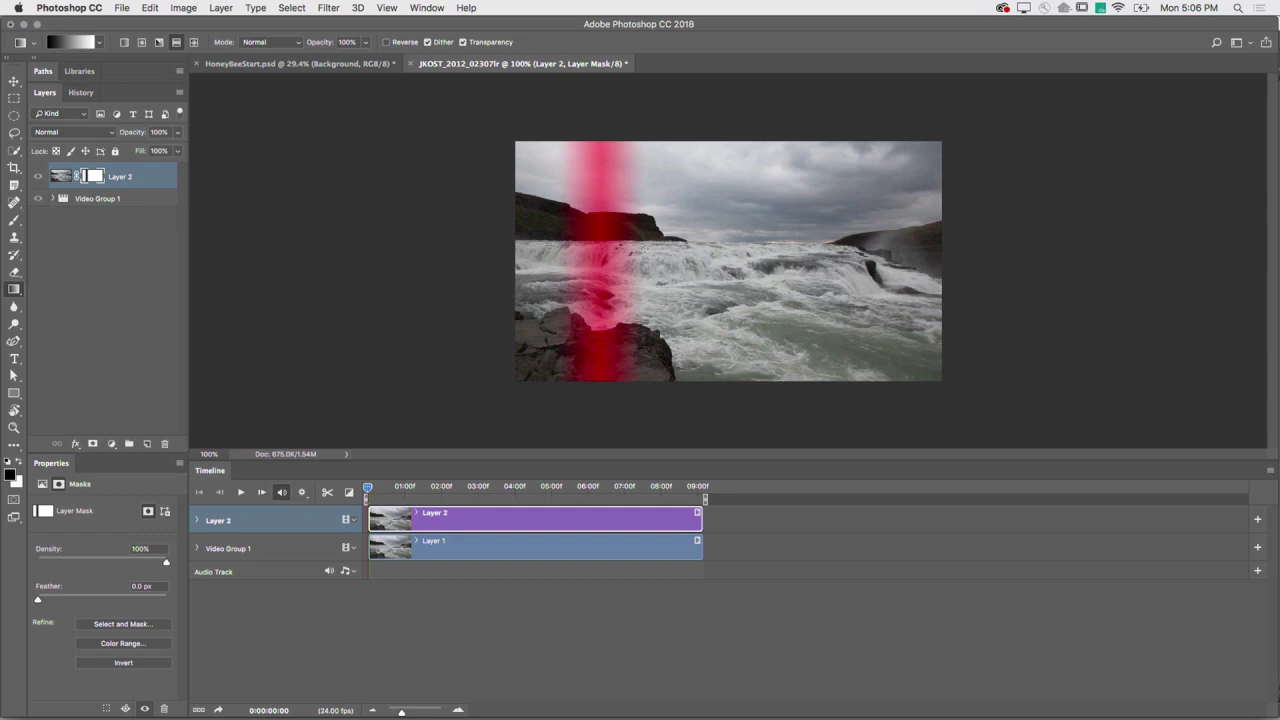 Photoshop CC File Edit Image Layer Type Select Filter 3D View Window Help Mon 5:06 PM
Adobe Photoshop CC 2018
Mode: Normal Opacity: 100% Reverse Dither Transparency
Paths Libraries
HoneyBeeStart.psd @ 29.4% (Background, RGB/8) * JKOST_2012_02307lr @ 100% (Layer 2, Layer Mask/8) *
Layers History
Kind
Normal Opacity: 100%
Lock: Fill: 100%
Layer 2
Video Group 1
100% Doc: 675.0K/1.54M
Properties
Timeline
Masks
01:00f 02:00f 03:00f 04:00f 05:00f 06:00f 07:00f 08:00f 09:00f
Layer Mask
Layer 2 Layer 2
Density: 100%
Video Group 1 Layer 1
Audio Track
Feather: 0.0 px
Refine: Select and Mask...
Color Range...
Invert
0:00:00:00 (24.00 fps)